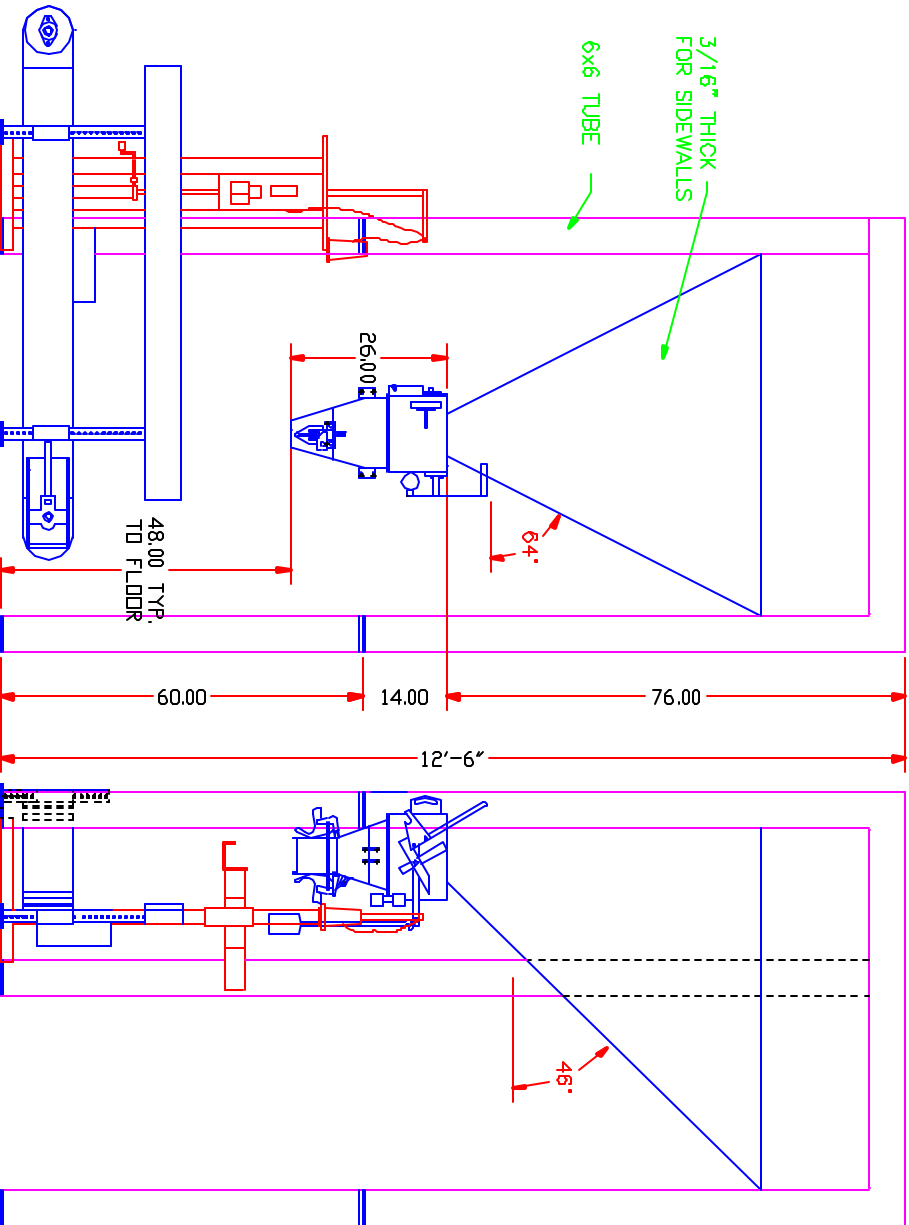 3/16" THICK
FOR SIDEWALLS
6x6 TUBE
26.00
64°
48.00 TYP.
TO FLOOR
60.00
14.00
76.00
12'-6"
46°